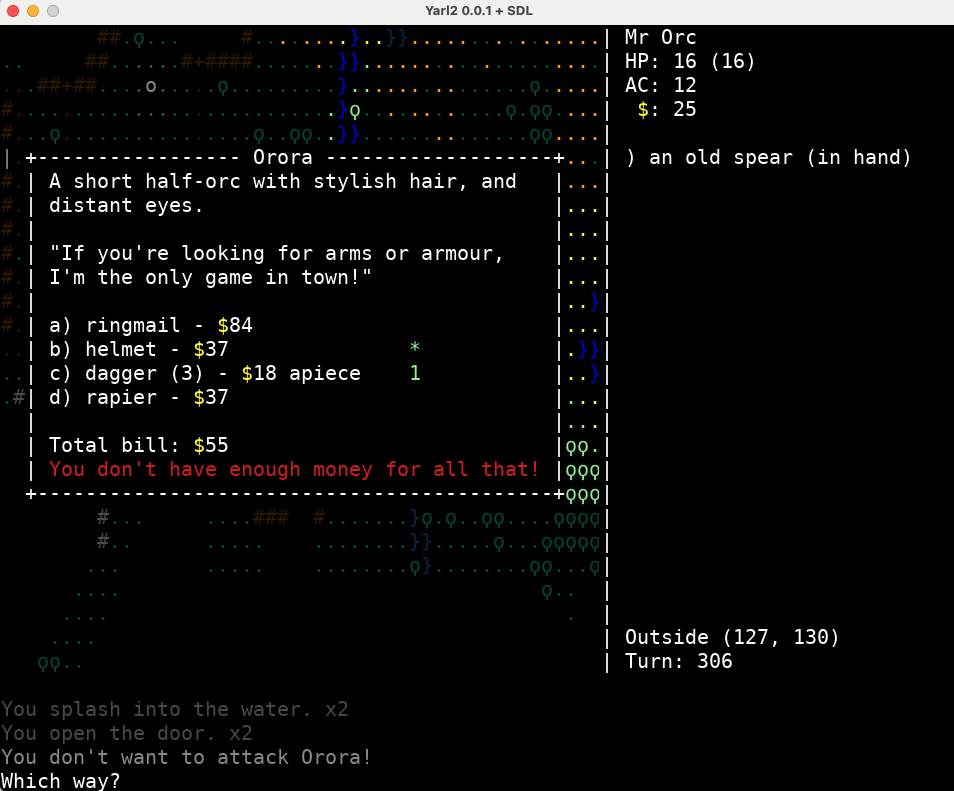 Yarl2 0.0.1 + SDL
Mr Orc
HP: 16 (16)
AC: 12
$: 25
) an old spear (in hand)
Orora
A short half-orc with stylish hair, and
distant eyes.
"If you're looking for arms or armour,
I'm the only game in town!"
a) ringmail - $84
b) helmet - $37 *
c) dagger (3) - $18 apiece 1
d) rapier - $37
Total bill: $55
You don't have enough money for all that!
Outside (127, 130)
Turn: 306
You splash into the water. x2
You open the door. x2
You don't want to attack Orora!
Which way?